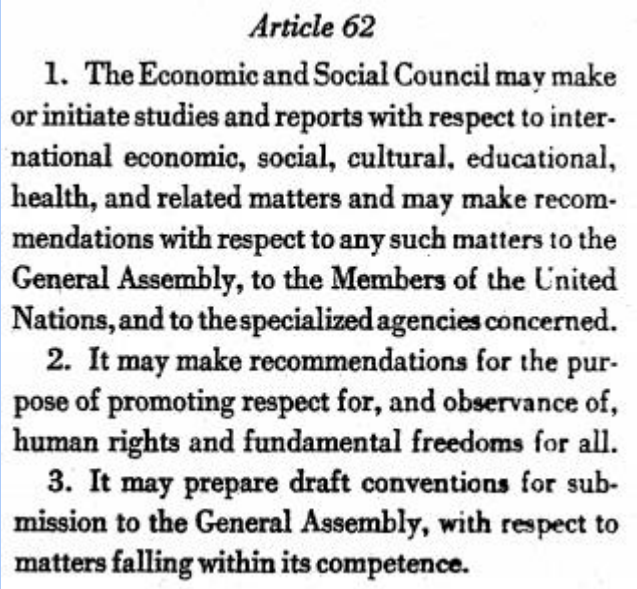 Article 62
1. The Economic and Social Council may make
or initiate studies and reports with respect to inter-
national economic, social, cultural, educational,
health, and related matters and may make recom-
mendations with respect to any such matters to the
General Assembly, to the Members of the United
Nations, and to the specialized agencies concerned.
2. It may make recommendations for the pur-
pose of promoting respect for, and observance of,
human rights and fundamental freedoms for all.
3. It may prepare draft conventions for sub-
mission to the General Assembly, with respect to
matters falling within its competence.